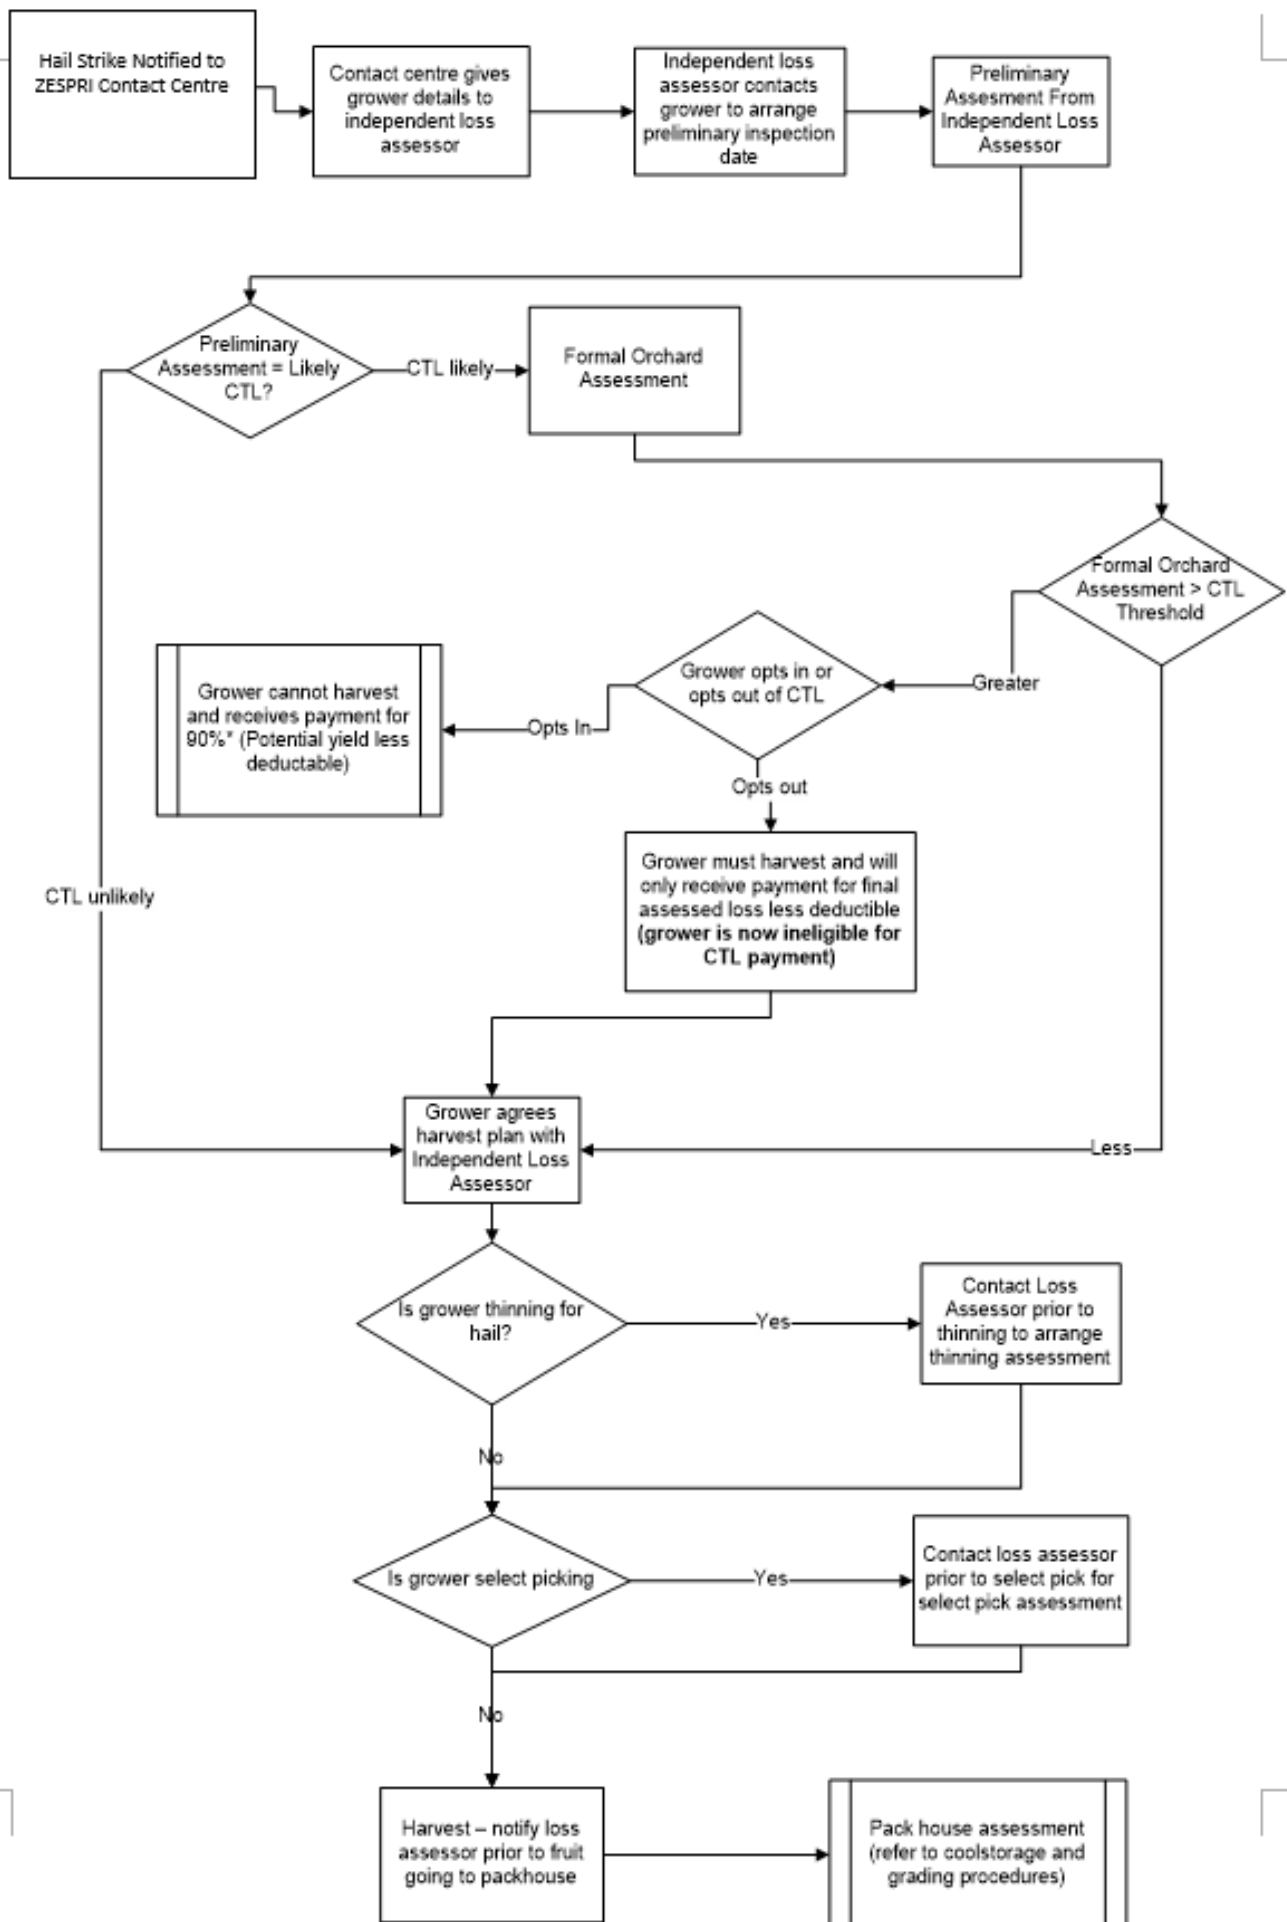 Hail Strike Notified to
ZESPRI Contact Centre
Contact centre gives
grower details to
independent loss
assessor
Independent loss
assessor contacts
grower to arrange
preliminary inspection
date
Preliminary
Assesment From
Independent Loss
Assessor
Preliminary
Assessment = Likely
CTL?
CTL likely
Formal Orchard
Assessment
Formal Orchard
Assessment > CTL
Threshold
Greater
Grower opts in or
opts out of CTL
Opts In
Grower cannot harvest
and receives payment for
90%* (Potential yield less
deductable)
Opts out
Grower must harvest and will
only receive payment for final
assessed loss less deductible
(grower is now ineligible for
CTL payment)
CTL unlikely
Less
Grower agrees
harvest plan with
Independent Loss
Assessor
Is grower thinning for
hail?
Yes
Contact Loss
Assessor prior to
thinning to arrange
thinning assessment
No
Is grower select picking
Yes
Contact loss assessor
prior to select pick for
select pick assessment
No
Harvest – notify loss
assessor prior to fruit
going to packhouse
Pack house assessment
(refer to coolstorage and
grading procedures)